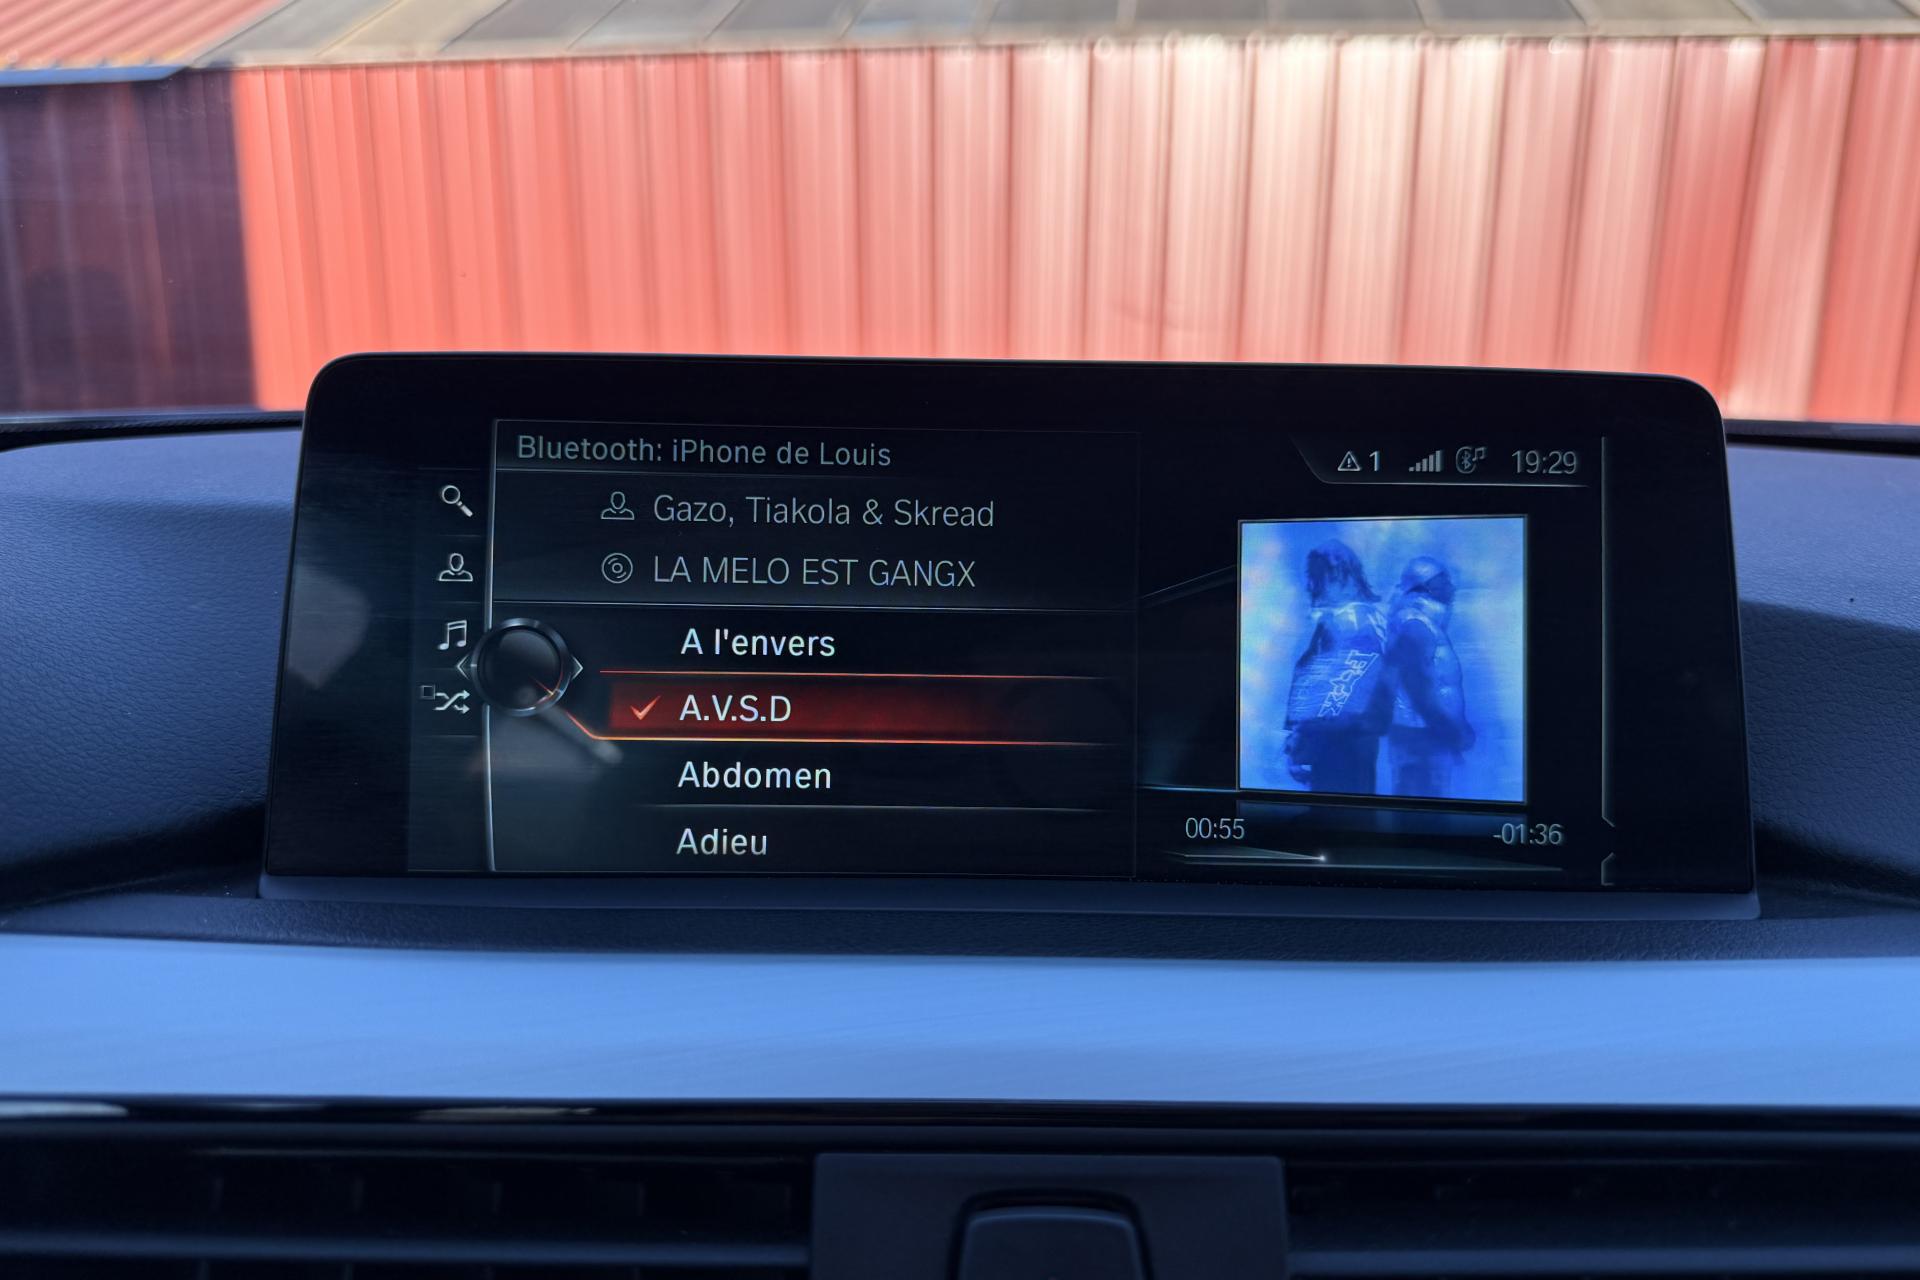 Bluetooth: iPhone de Louis
1 19:29
Gazo, Tiakola & Skread
LA MELO EST GANGX
A l'envers
A.V.S.D
Abdomen
Adieu
00:55 -01:36